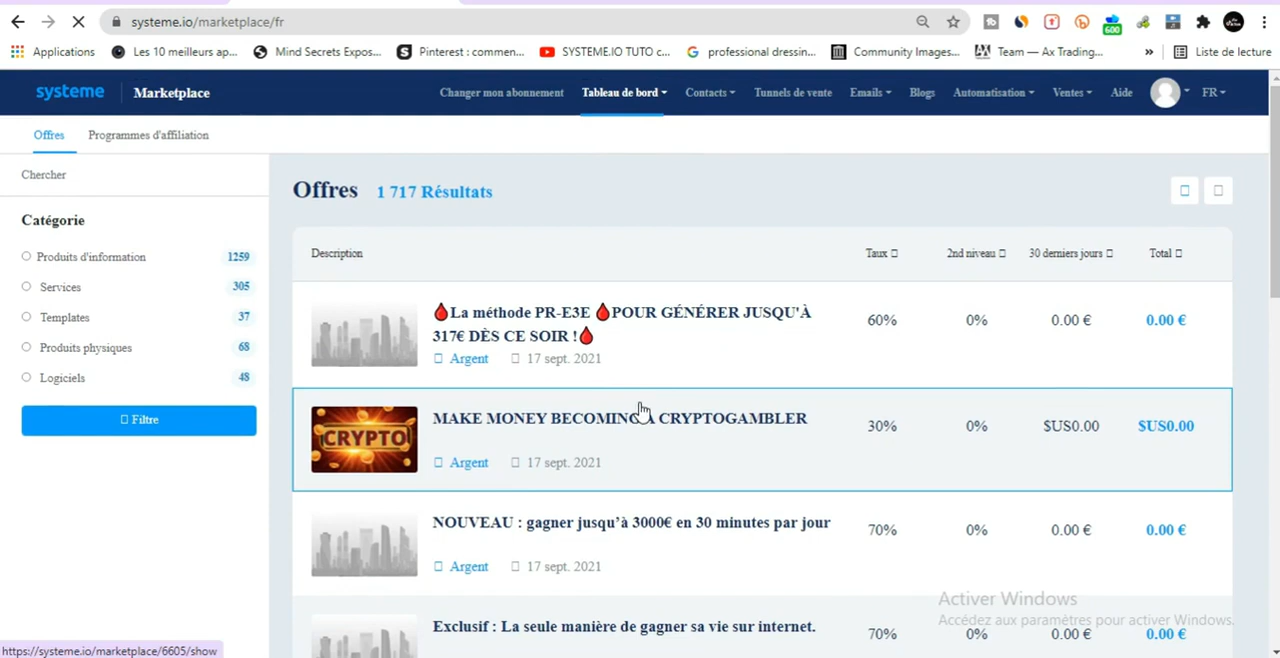 systeme.io/marketplace/fr
600
Applications
Les 10 meilleurs ap...
Mind Secrets Expos...
Pinterest : commen...
SYSTEME.IO TUTO c...
professional dressin...
Community Images...
Team — Ax Trading...
»
Liste de lecture
systeme
Marketplace
Changer mon abonnement
Tableau de bord
Contacts
Tunnels de vente
Emails
Blogs
Automatisation
Ventes
Aide
FR
Offres
Programmes d'affiliation
Chercher
Catégorie
Produits d'information 1259
Services 305
Templates 37
Produits physiques 68
Logiciels 48
Filtre
Offres 1 717 Résultats
Description Taux 2nd niveau 30 derniers jours Total
🩸La méthode PR-E3E 🩸POUR GÉNÉRER JUSQU'À
317€ DÈS CE SOIR !🩸
Argent 17 sept. 2021
60% 0% 0.00 € 0.00 €
CRYPTO
MAKE MONEY BECOMING A CRYPTOGAMBLER
Argent 17 sept. 2021
30% 0% $US0.00 $US0.00
NOUVEAU : gagner jusqu’à 3000€ en 30 minutes par jour
Argent 17 sept. 2021
70% 0% 0.00 € 0.00 €
Exclusif : La seule manière de gagner sa vie sur internet.
70% 0% 0.00 € 0.00 €
Activer Windows
Accédez aux paramètres pour activer Windows.
https://systeme.io/marketplace/6605/show